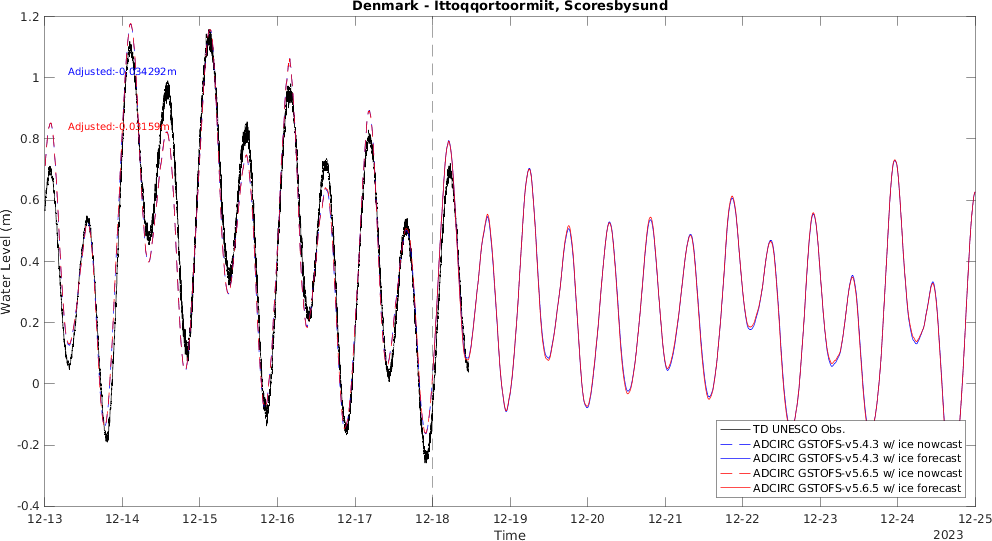 Denmark - Ittoqqortoormiit, Scoresbysund
1.2
1
0.8
0.6
0.4
0.2
0
-0.2
-0.4
Water Level (m)
Adjusted:-0.034292m
Adjusted:-0.03159m
TD UNESCO Obs.
ADCIRC GSTOFS-v5.4.3 w/ ice nowcast
ADCIRC GSTOFS-v5.4.3 w/ ice forecast
ADCIRC GSTOFS-v5.6.5 w/ ice nowcast
ADCIRC GSTOFS-v5.6.5 w/ ice forecast
12-13 12-14 12-15 12-16 12-17 12-18 12-19 12-20 12-21 12-22 12-23 12-24 12-25
Time
2023